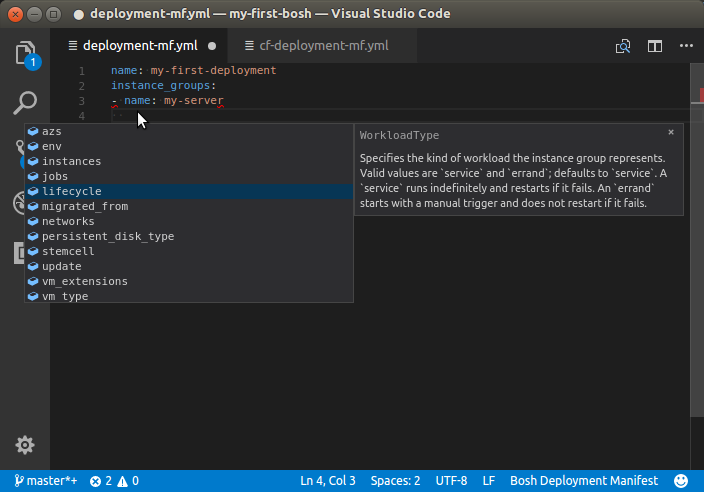 ● deployment-mf.yml — my-first-bosh — Visual Studio Code
deployment-mf.yml ●
cf-deployment-mf.yml
1
1 name: my-first-deployment
2 instance_groups:
3 - name: my-server
4
azs
env
instances
jobs
lifecycle
migrated_from
networks
persistent_disk_type
stemcell
update
vm_extensions
vm_type
WorkloadType ×
Specifies the kind of workload the instance group represents.
Valid values are `service` and `errand`; defaults to `service`. A
`service` runs indefinitely and restarts if it fails. An `errand`
starts with a manual trigger and does not restart if it fails.
master*+ 2 0 Ln 4, Col 3 Spaces: 2 UTF-8 LF Bosh Deployment Manifest